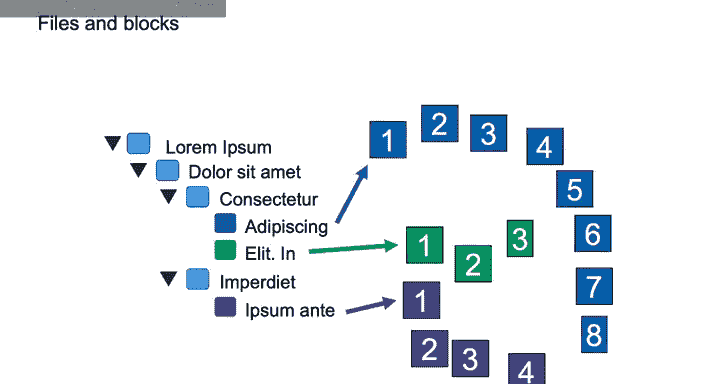 Files and blocks
Lorem Ipsum
Dolor sit amet
Consectetur
Adipiscing
Elit. In
Imperdiet
Ipsum ante
1 2 3 4 5 6 7 8
1 2 3
1 2 3 4